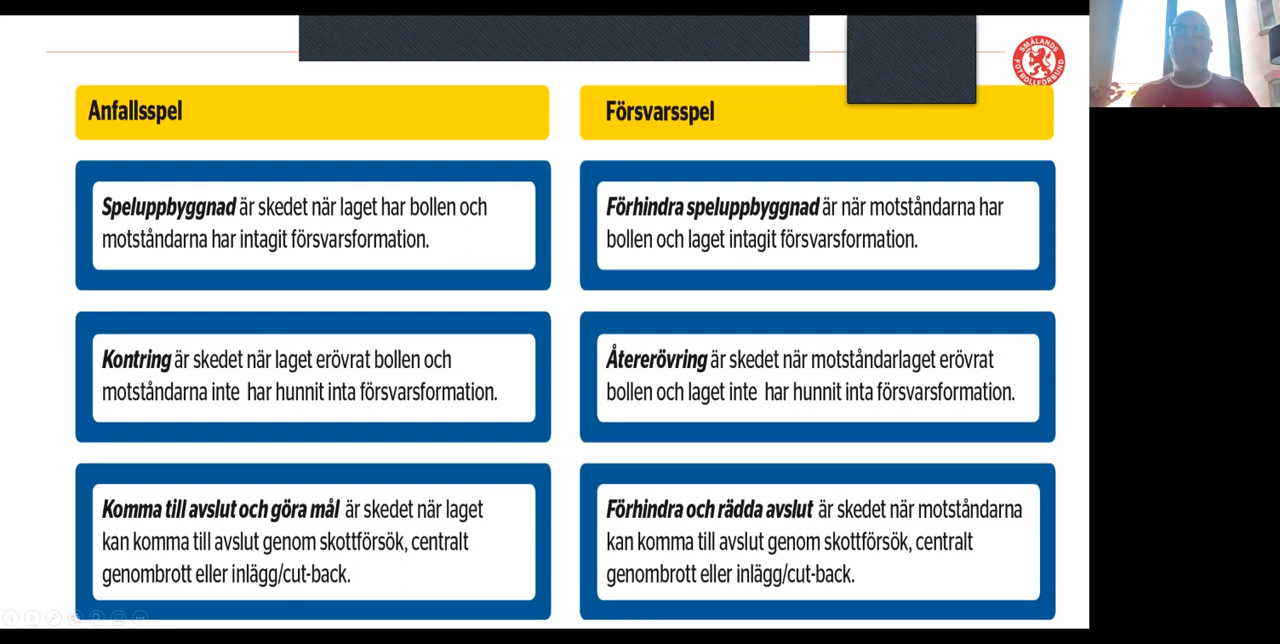 SMÅLANDS
FOTBOLLFÖRBUND
Anfallsspel
Speluppbyggnad är skedet när laget har bollen och
motståndarna har intagit försvarsformation.
Kontring är skedet när laget erövrat bollen och
motståndarna inte har hunnit inta försvarsformation.
Komma till avslut och göra mål är skedet när laget
kan komma till avslut genom skottförsök, centralt
genombrott eller inlägg/cut-back.
Försvarsspel
Förhindra speluppbyggnad är när motståndarna har
bollen och laget intagit försvarsformation.
Återerövring är skedet när motståndarlaget erövrat
bollen och laget inte har hunnit inta försvarsformation.
Förhindra och rädda avslut är skedet när motståndarna
kan komma till avslut genom skottförsök, centralt
genombrott eller inlägg/cut-back.